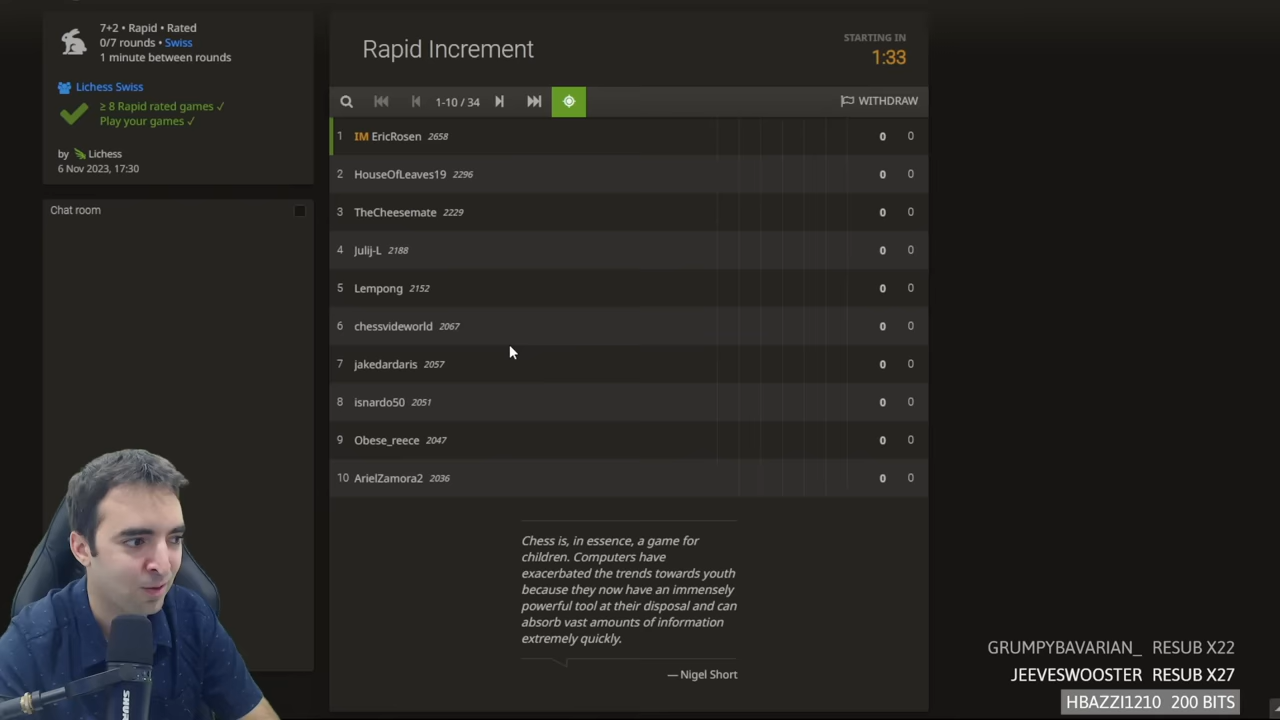 7+2 • Rapid • Rated
0/7 rounds • Swiss
1 minute between rounds
Lichess Swiss
≥ 8 Rapid rated games ✓
Play your games ✓
by Lichess
6 Nov 2023, 17:30
Chat room
Rapid Increment
STARTING IN
1:33
1-10 / 34
WITHDRAW
1 IM EricRosen 2658 0 0
2 HouseOfLeaves19 2296 0 0
3 TheCheesemate 2229 0 0
4 Julij-L 2188 0 0
5 Lempong 2152 0 0
6 chessvideworld 2067 0 0
7 jakedardaris 2057 0 0
8 isnardo50 2051 0 0
9 Obese_reece 2047 0 0
10 ArielZamora2 2036 0 0
Chess is, in essence, a game for
children. Computers have
exacerbated the trends towards youth
because they now have an immensely
powerful tool at their disposal and can
absorb vast amounts of information
extremely quickly.
— Nigel Short
GRUMPYBAVARIAN_ RESUB X22
JEEVESWOOSTER RESUB X27
HBAZZI1210 200 BITS
SHURE